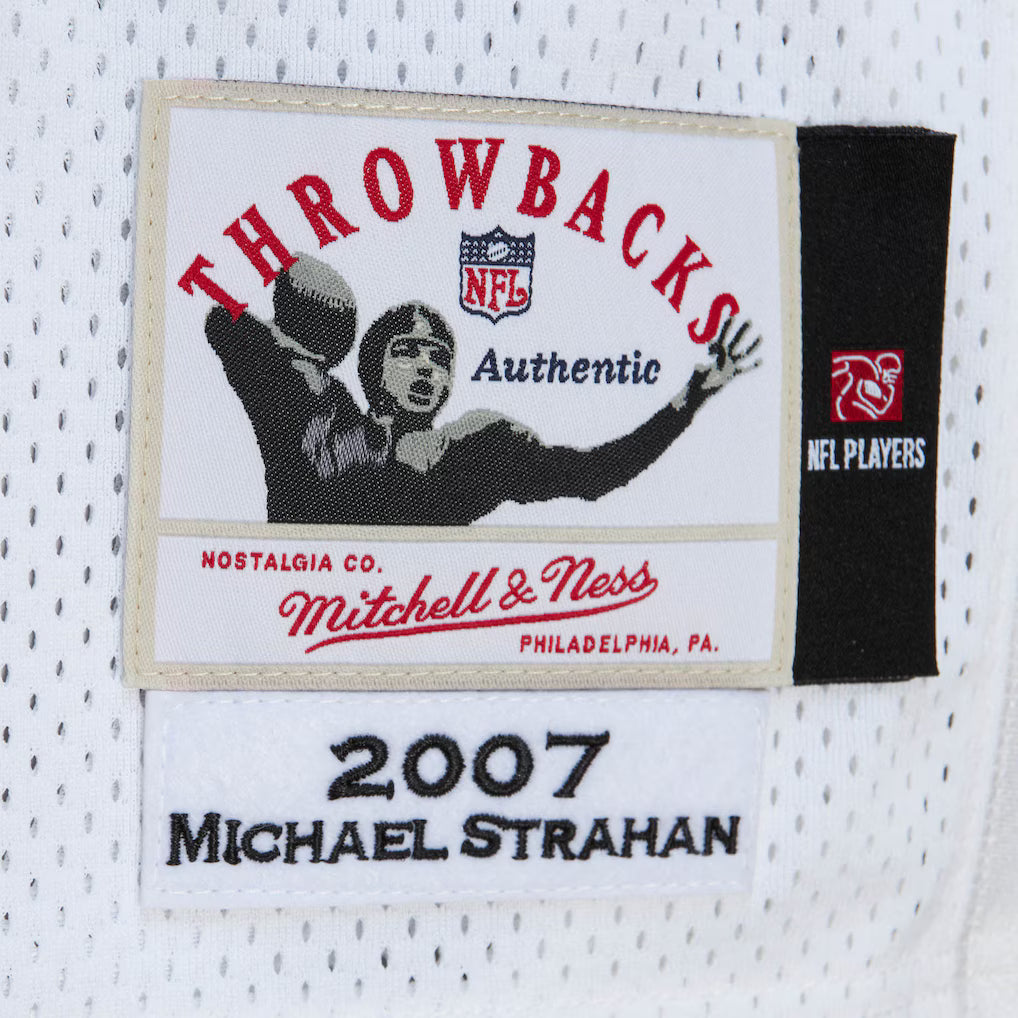 THROWBACKS
NFL
Authentic
NFL PLAYERS
NOSTALGIA CO.
Mitchell & Ness
PHILADELPHIA, PA.
2007
MICHAEL STRAHAN